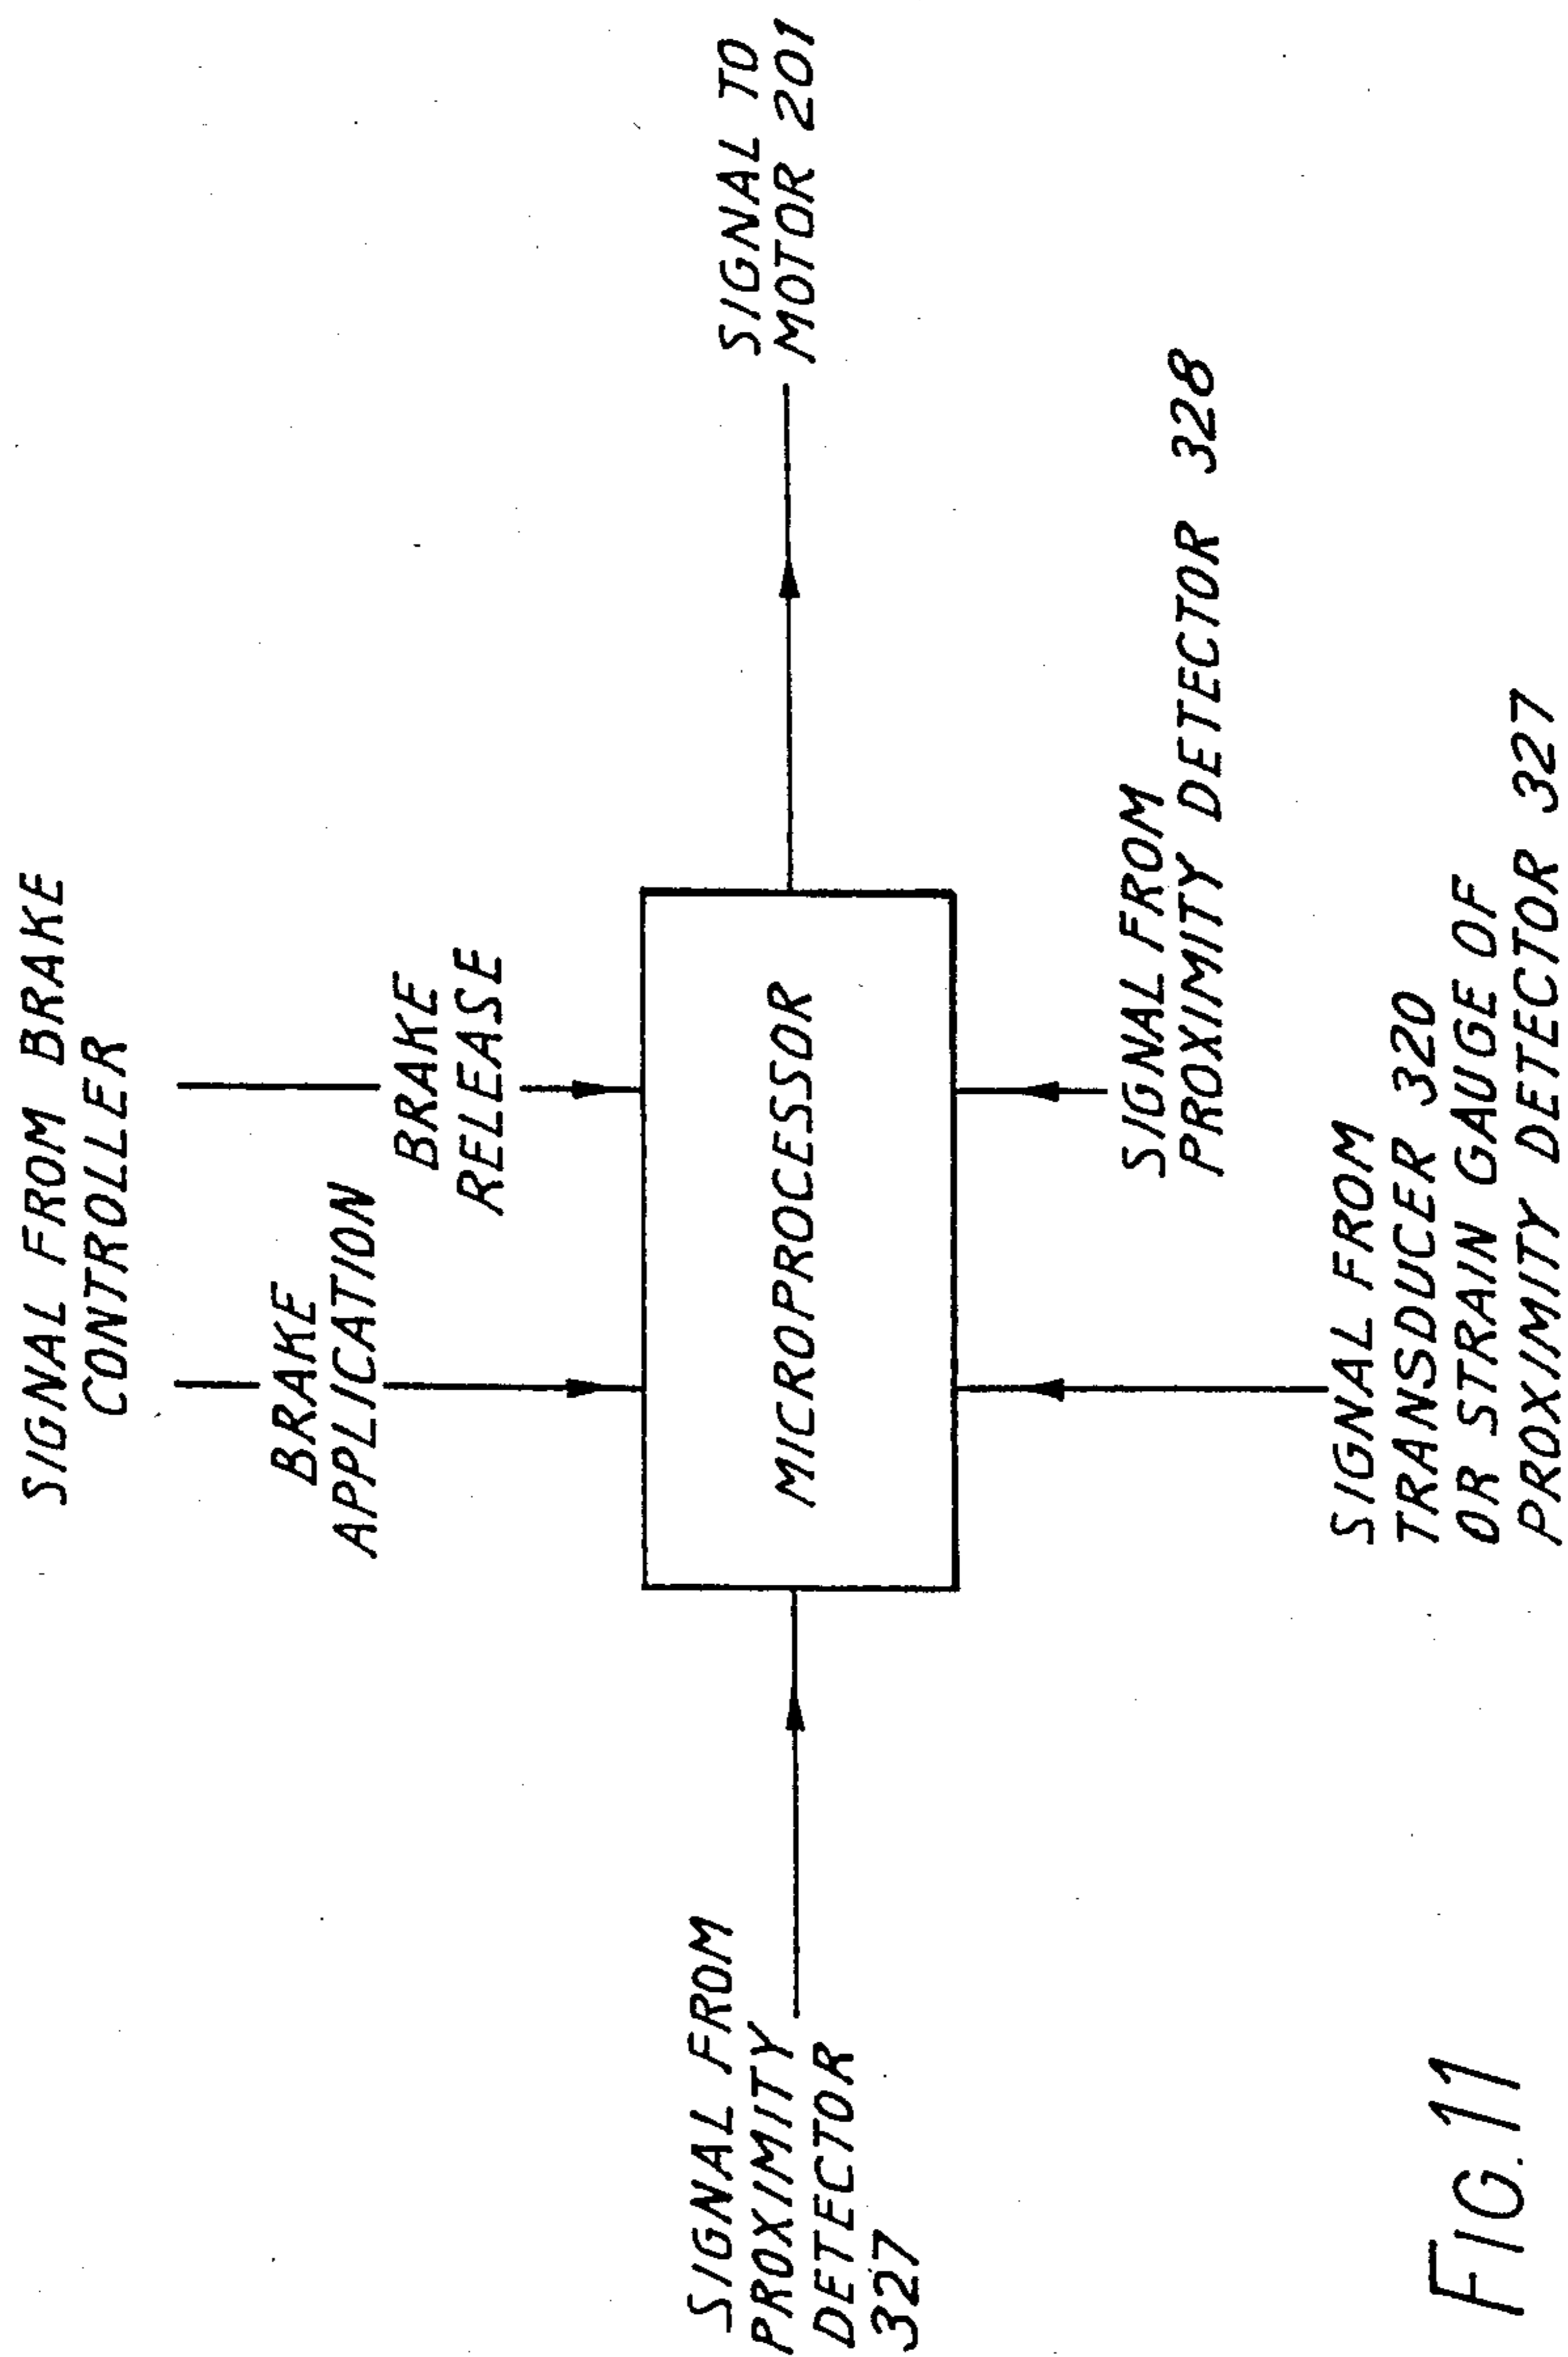 SIGNAL FROM BRAKE
CONTROLLER
BRAKE
APPLICATION
BRAKE
RELEASE
SIGNAL FROM
PROXIMITY
DETECTOR
327
MICROPROCESSOR
SIGNAL TO
MOTOR 201
SIGNAL FROM
PROXIMITY DETECTOR 328
SIGNAL FROM
TRANSDUCER 320
OR STRAIN GAUGE OF
PROXIMITY DETECTOR 327
FIG. 11